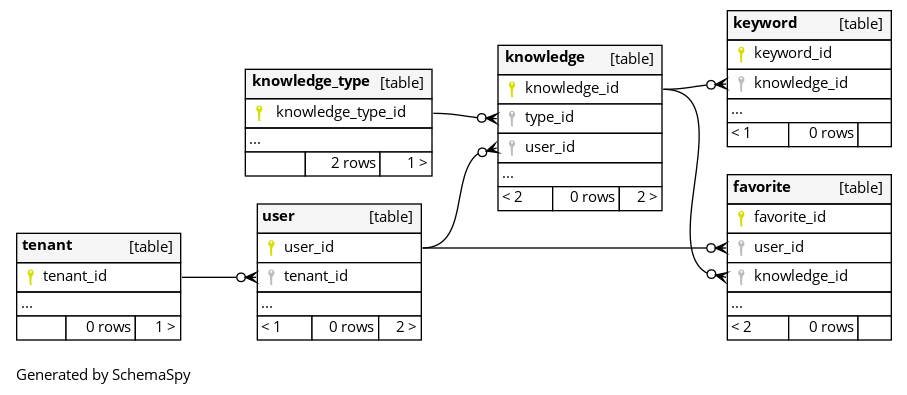 keyword [table]
keyword_id
knowledge_id
...
< 1 0 rows
knowledge [table]
knowledge_id
type_id
user_id
...
< 2 0 rows 2 >
knowledge_type [table]
knowledge_type_id
...
2 rows 1 >
favorite [table]
favorite_id
user_id
knowledge_id
...
< 2 0 rows
user [table]
user_id
tenant_id
...
< 1 0 rows 2 >
tenant [table]
tenant_id
...
0 rows 1 >
Generated by SchemaSpy